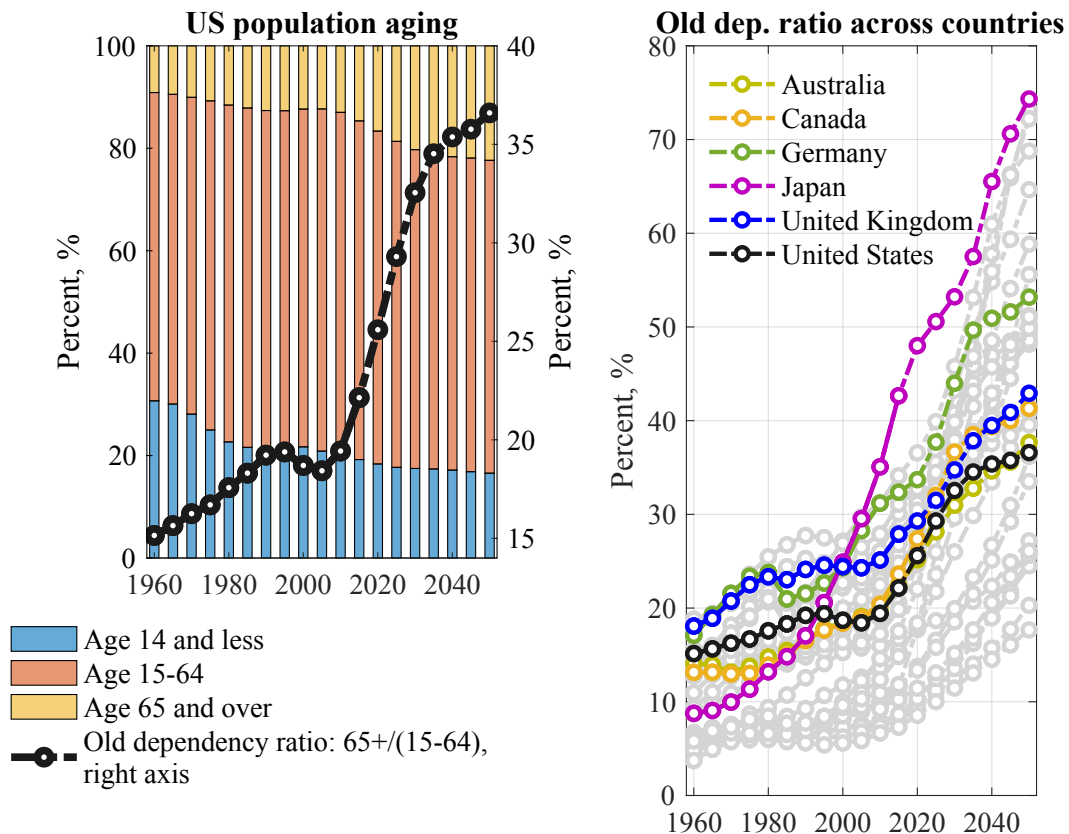 US population aging
100
80
60
40
20
0
Percent, %
40
35
30
25
20
15
Percent, %
1960 1980 2000 2020 2040
Age 14 and less
Age 15-64
Age 65 and over
Old dependency ratio: 65+/(15-64),
right axis
Old dep. ratio across countries
80
70
60
50
40
30
20
10
0
Percent, %
Australia
Canada
Germany
Japan
United Kingdom
United States
1960 1980 2000 2020 2040